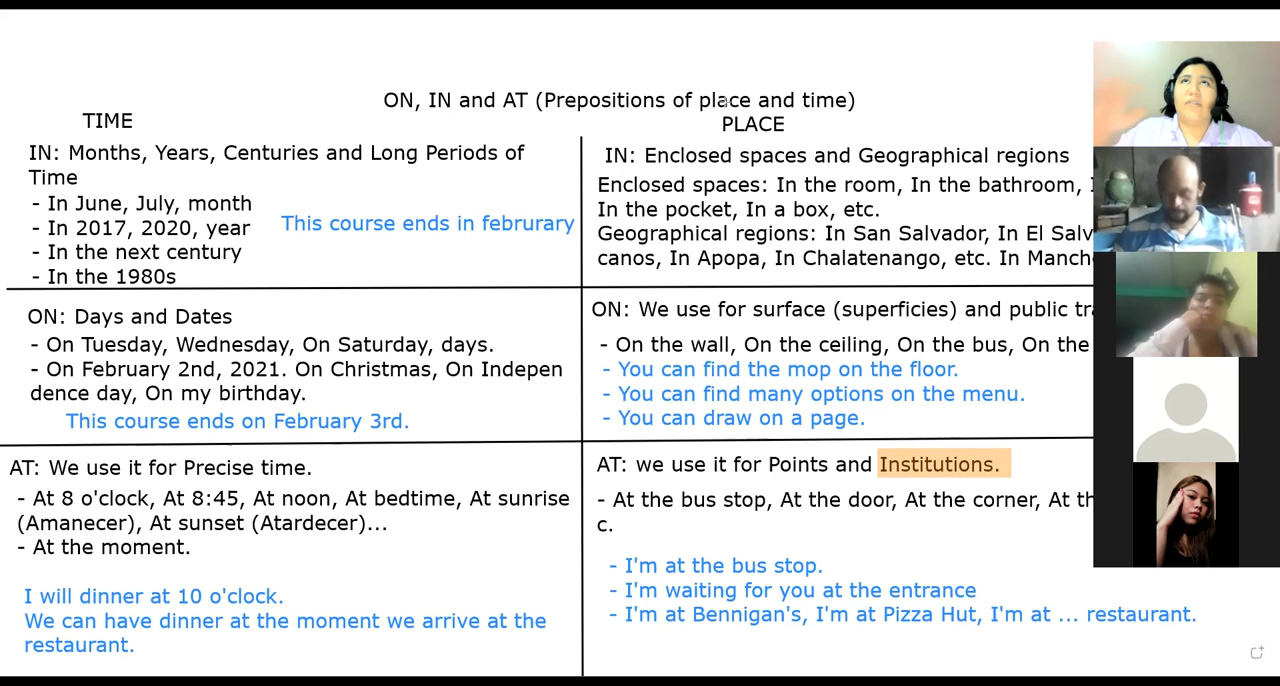 ON, IN and AT (Prepositions of place and time)
TIME
IN: Months, Years, Centuries and Long Periods of
Time
- In June, July, month
- In 2017, 2020, year
- In the next century
- In the 1980s
This course ends in februrary
ON: Days and Dates
- On Tuesday, Wednesday, On Saturday, days.
- On February 2nd, 2021. On Christmas, On Indepen
dence day, On my birthday.
This course ends on February 3rd.
AT: We use it for Precise time.
- At 8 o'clock, At 8:45, At noon, At bedtime, At sunrise
(Amanecer), At sunset (Atardecer)...
- At the moment.
I will dinner at 10 o'clock.
We can have dinner at the moment we arrive at the
restaurant.
PLACE
IN: Enclosed spaces and Geographical regions
Enclosed spaces: In the room, In the bathroom,
In the pocket, In a box, etc.
Geographical regions: In San Salvador, In El
canos, In Apopa, In Chalatenango, etc. In
ON: We use for surface (superficies) and public
- On the wall, On the ceiling, On the bus, On the
- You can find the mop on the floor.
- You can find many options on the menu.
- You can draw on a page.
AT: we use it for Points and Institutions.
- At the bus stop, At the door, At the corner, At
c.
- I'm at the bus stop.
- I'm waiting for you at the entrance
- I'm at Bennigan's, I'm at Pizza Hut, I'm at ... restaurant.